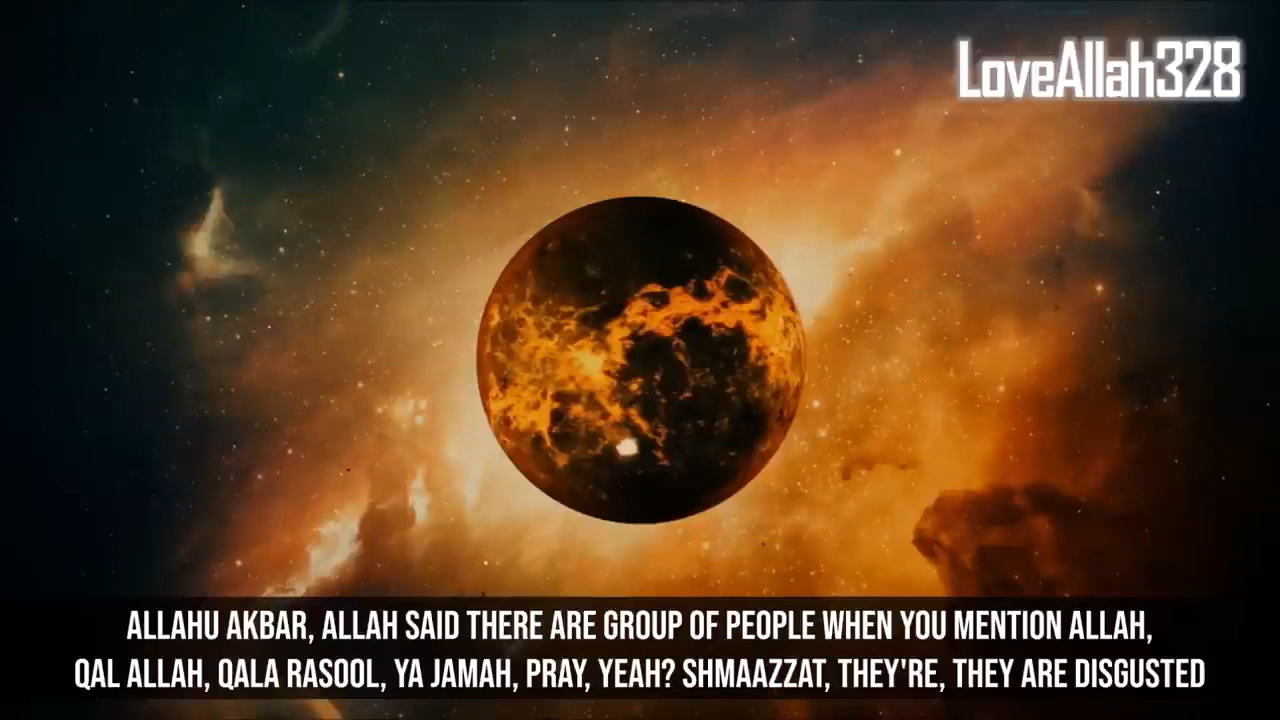 LoveAllah328
ALLAHU AKBAR, ALLAH SAID THERE ARE GROUP OF PEOPLE WHEN YOU MENTION ALLAH,
QAL ALLAH, QALA RASOOL, YA JAMAH, PRAY, YEAH? SHMAAZZAT, THEY'RE, THEY ARE DISGUSTED